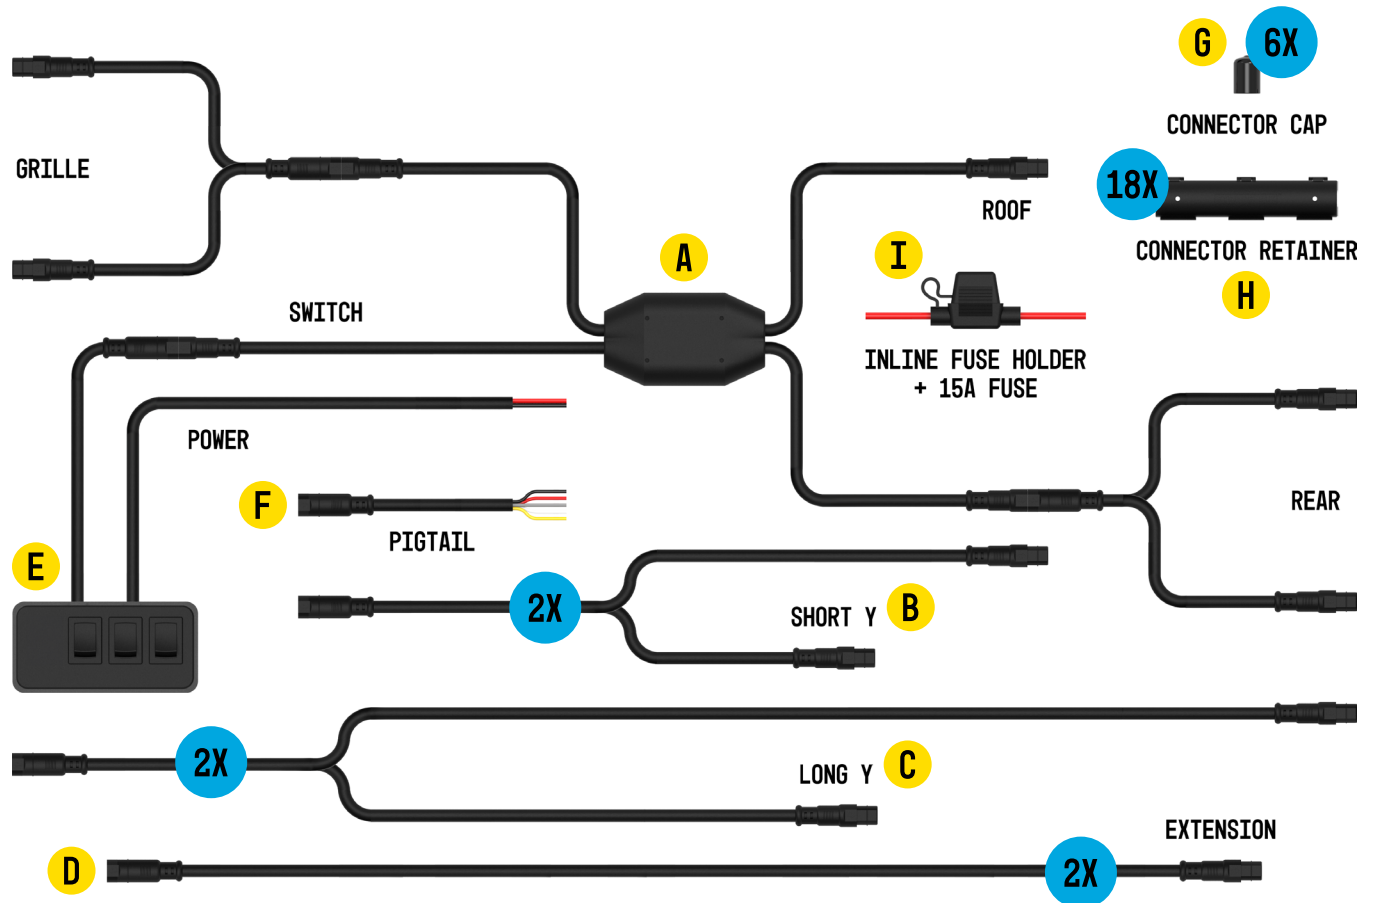 G
6X
CONNECTOR CAP
GRILLE
18X
ROOF
CONNECTOR RETAINER
H
A
I
SWITCH
INLINE FUSE HOLDER
+ 15A FUSE
POWER
F
PIGTAIL
REAR
E
2X
SHORT Y
B
2X
LONG Y
C
EXTENSION
D
2X